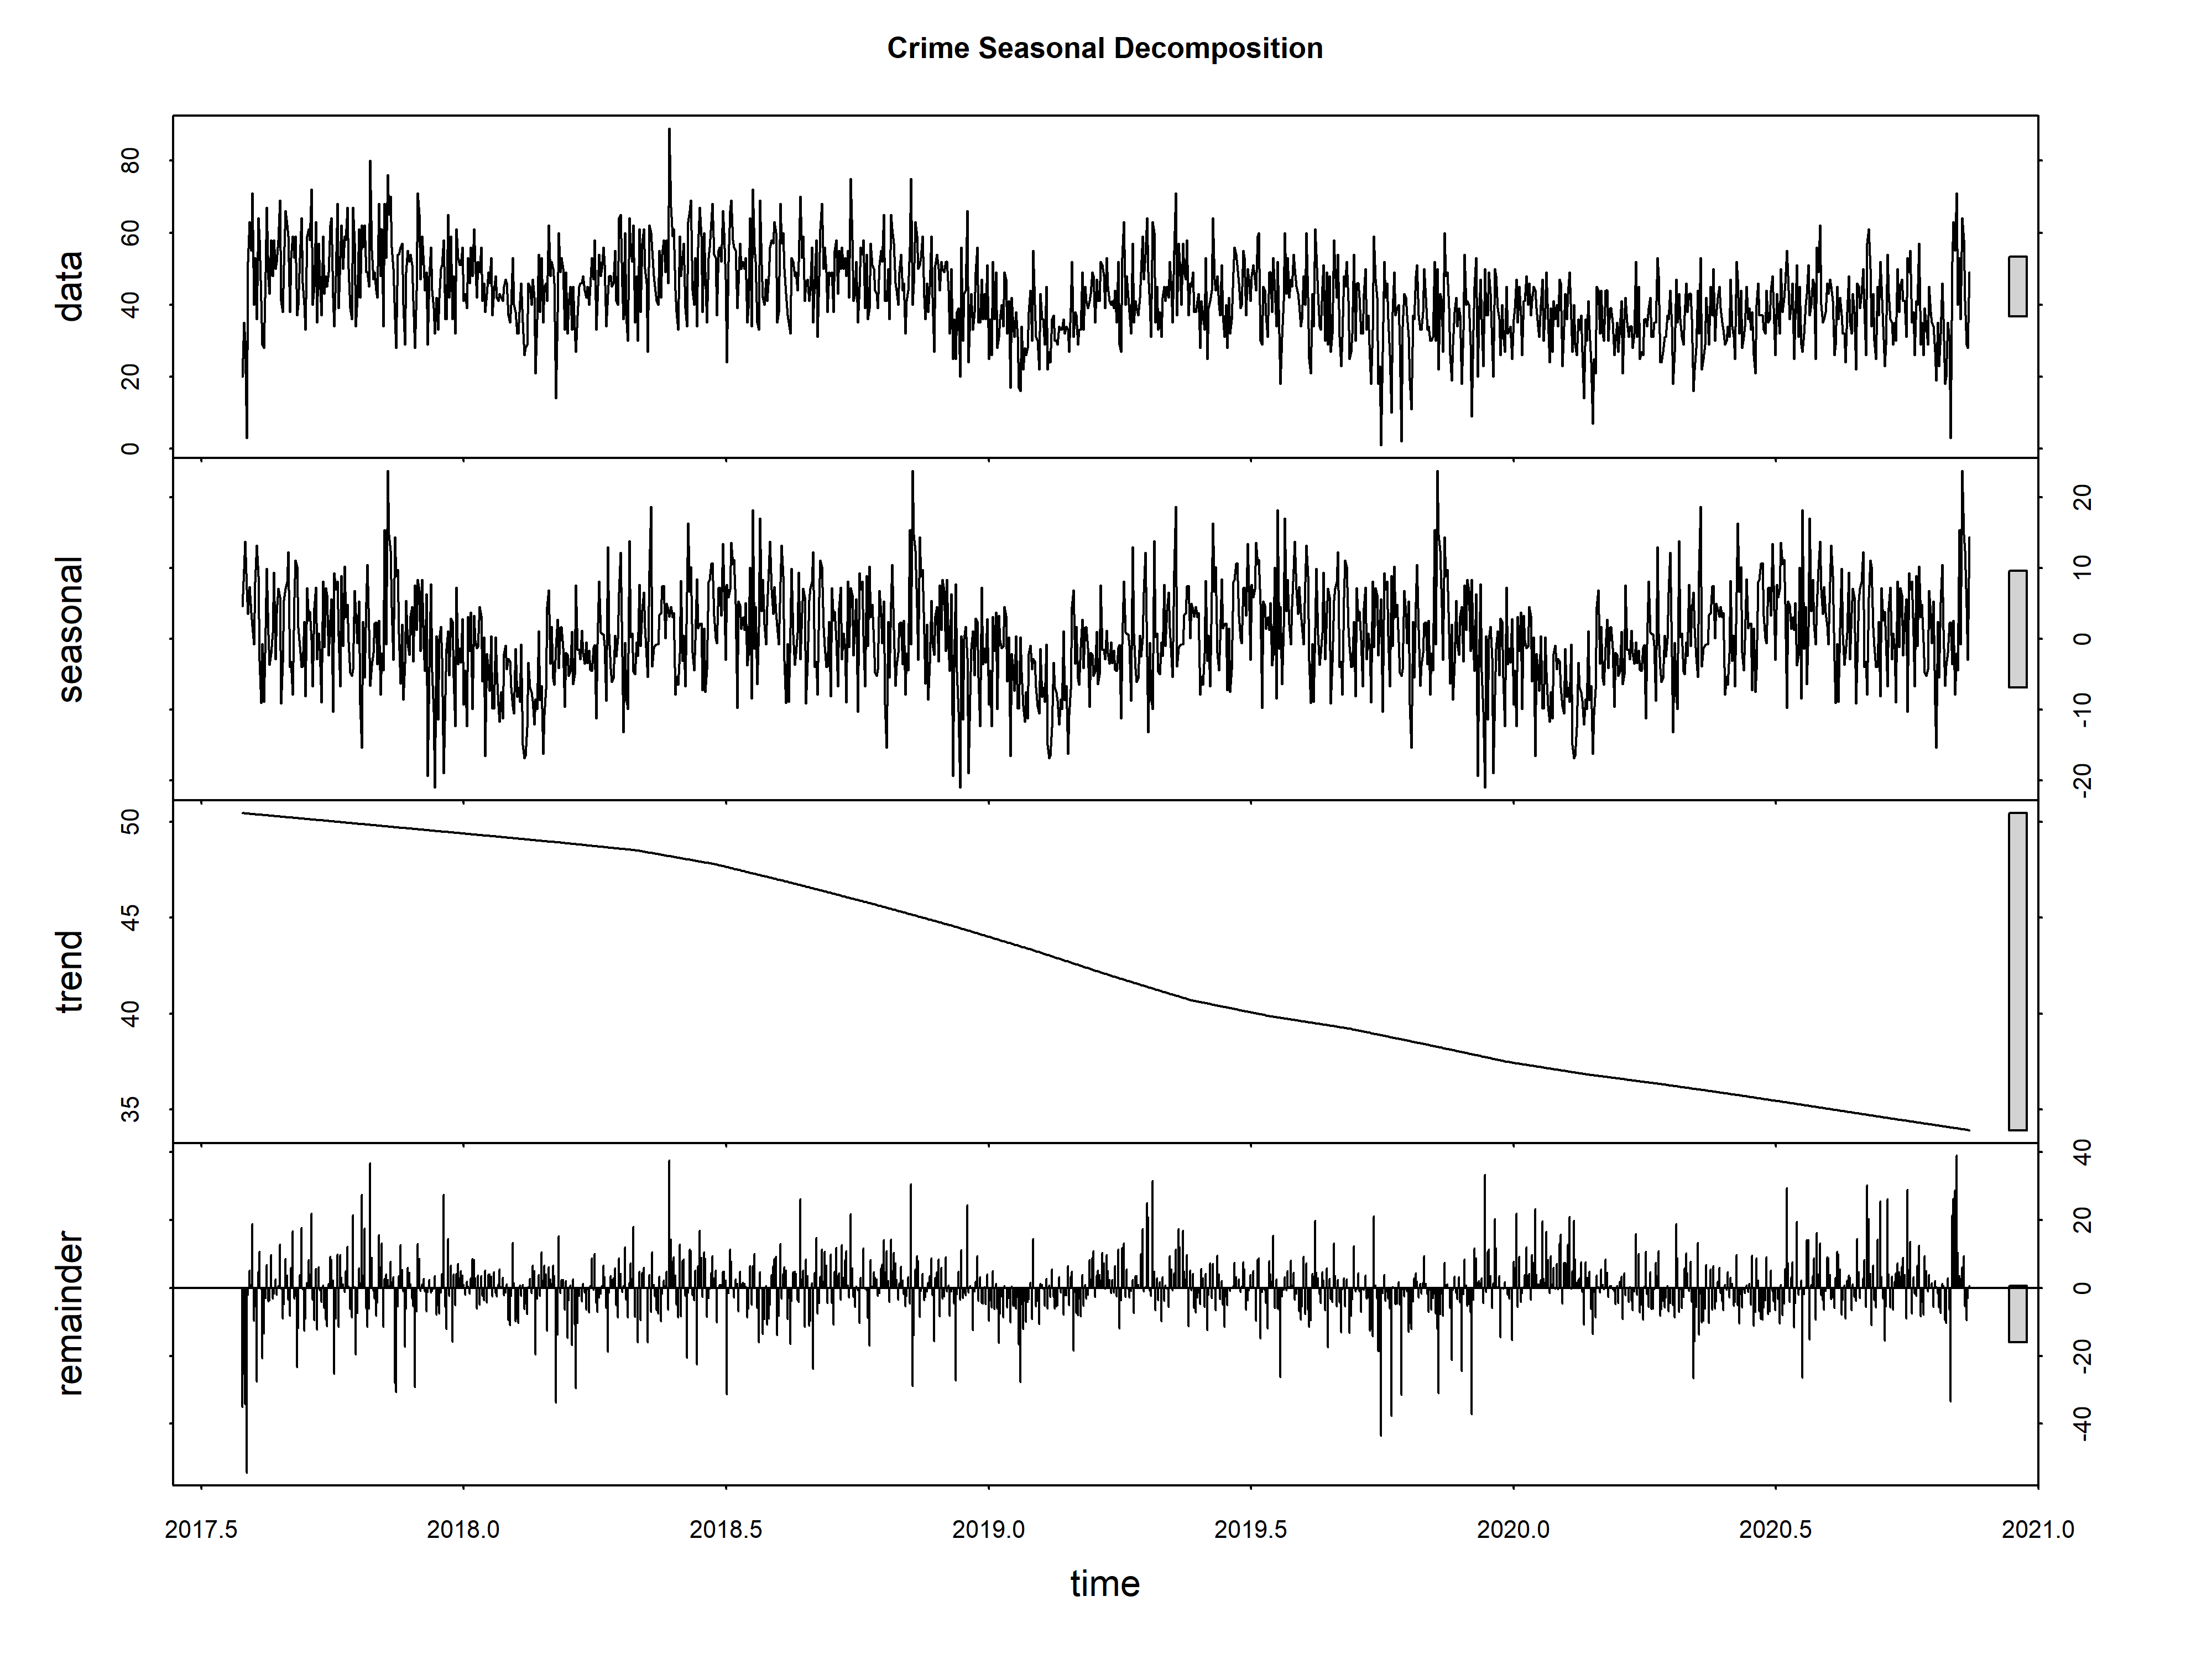 Crime Seasonal Decomposition
data
0 20 40 60 80
seasonal
-20 -10 0 10 20
trend
35 40 45 50
remainder
-40 -20 0 20 40
2017.5 2018.0 2018.5 2019.0 2019.5 2020.0 2020.5 2021.0
time